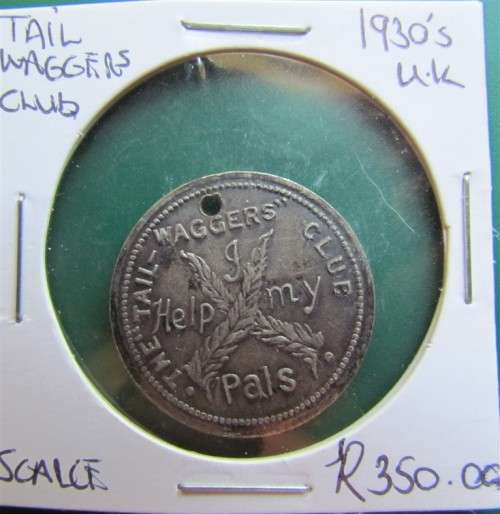 TAIL
WAGGERS
CLUB
1930's
U.K
THE "TAIL-WAGGERS" CLUB
I
Help my
Pals
SCARCE
R350.00